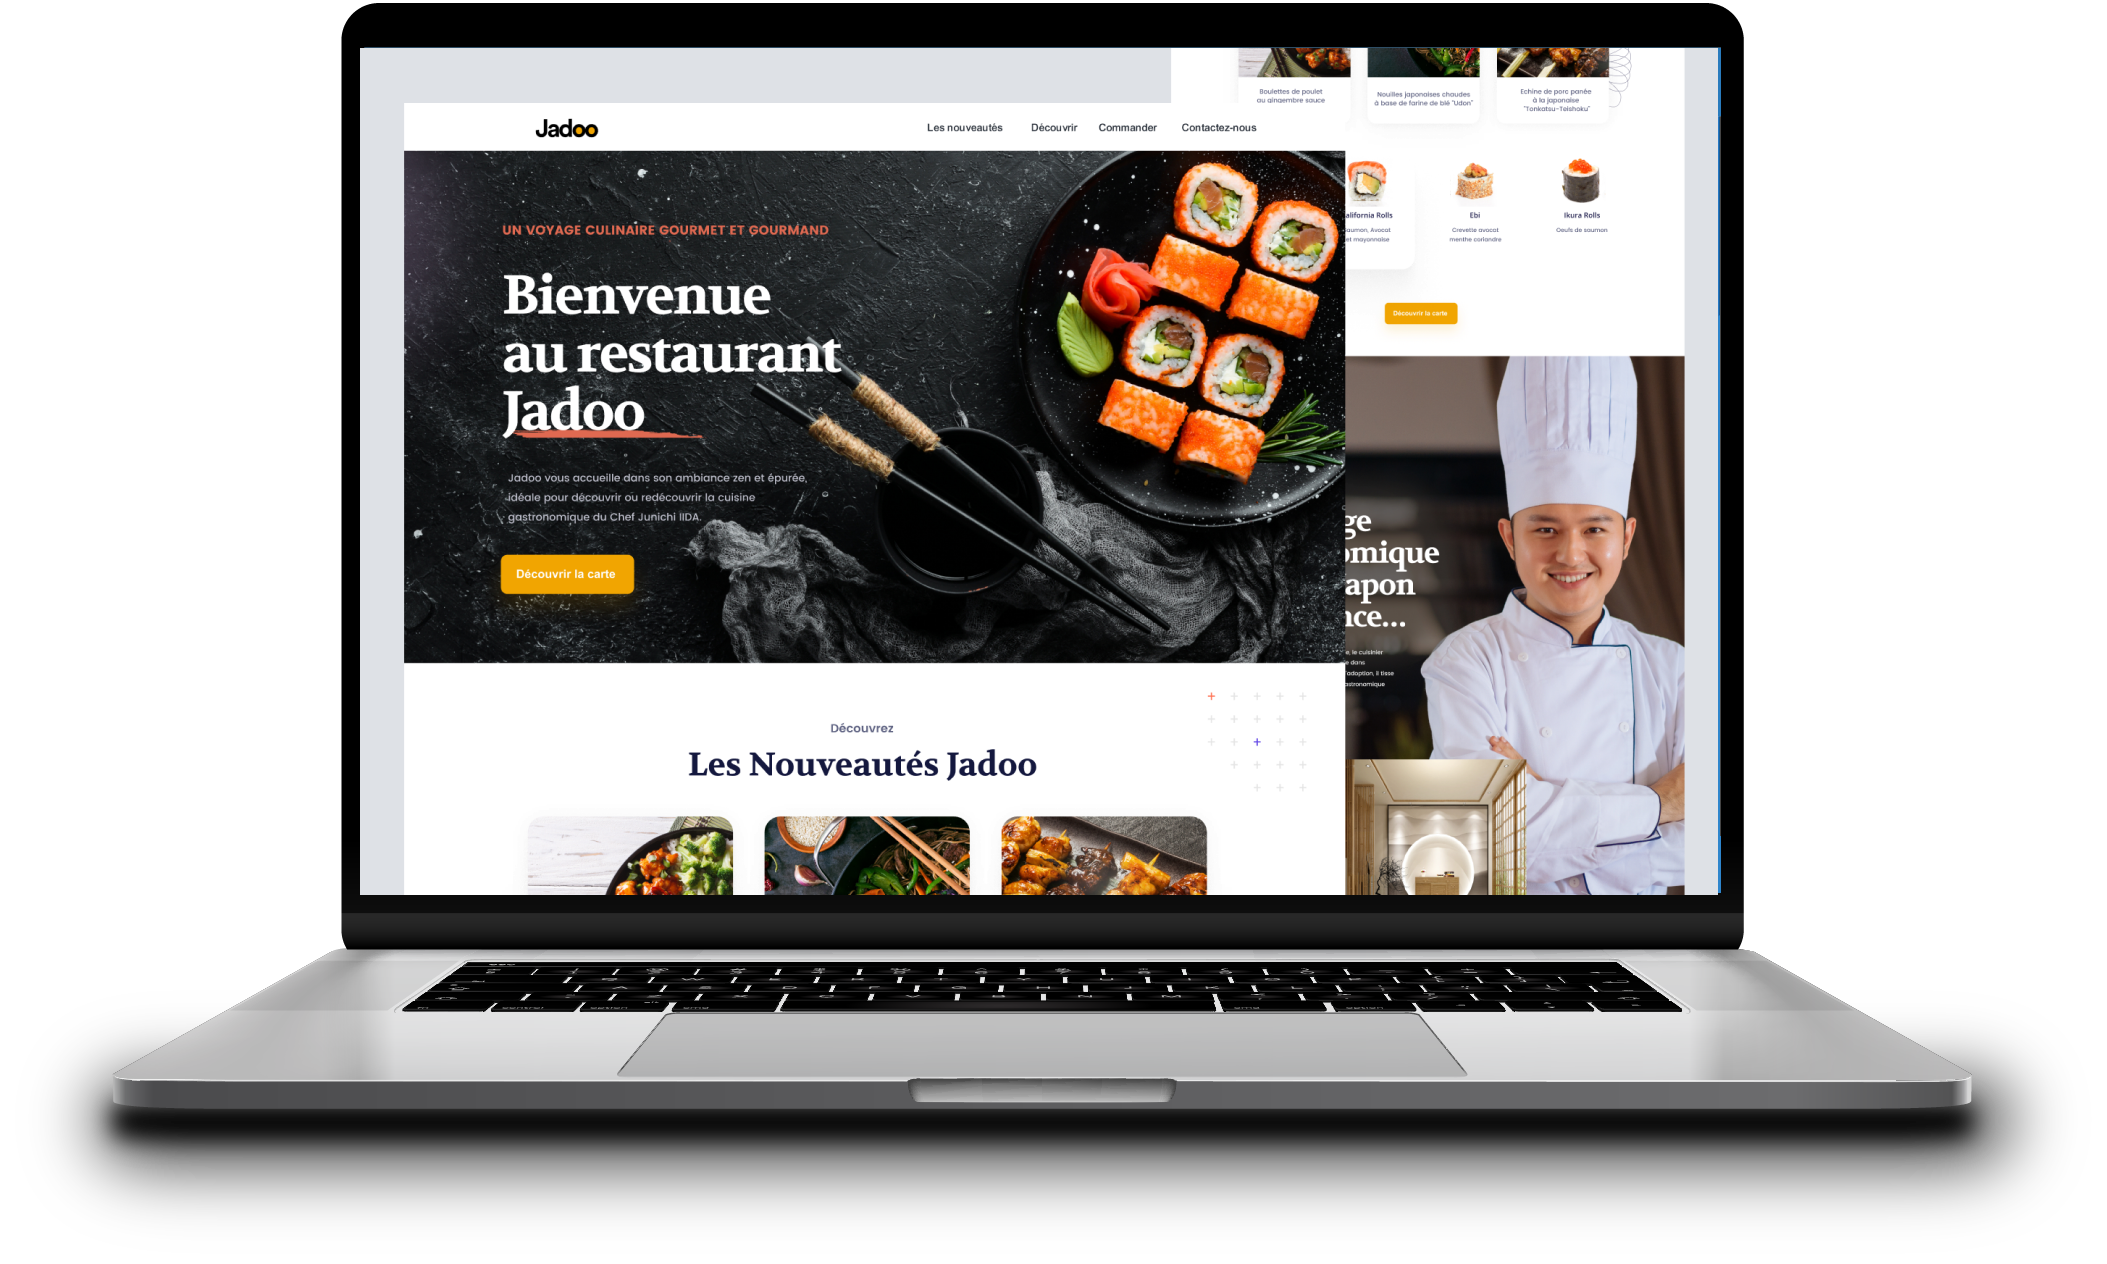 Jadoo
Les nouveautés Découvrir Commander Contactez-nous
UN VOYAGE CULINAIRE GOURMET ET GOURMAND
Bienvenue
au restaurant
Jadoo
Jadoo vous accueille dans son ambiance zen et épurée,
idéale pour découvrir ou redécouvrir la cuisine
gastronomique du Chef Junichi IIDA.
Découvrir la carte
Découvrez
Les Nouveautés Jadoo
Boulettes de poulet
au gingembre sauce
Nouilles japonaises chaudes
à base de farine de blé "Udon"
Echine de porc panée
à la japonaise
"Tonkatsu-Teishoku"
alifornia Rolls
aumon, Avocat
et mayonnaise
Ebi
Crevette avocat
menthe coriandre
Ikura Rolls
Oeufs de saumon
Découvrir la carte
ge
omique
apon
nce...
e, le cuisinier
e dans
'adoption, il tisse
astronomique